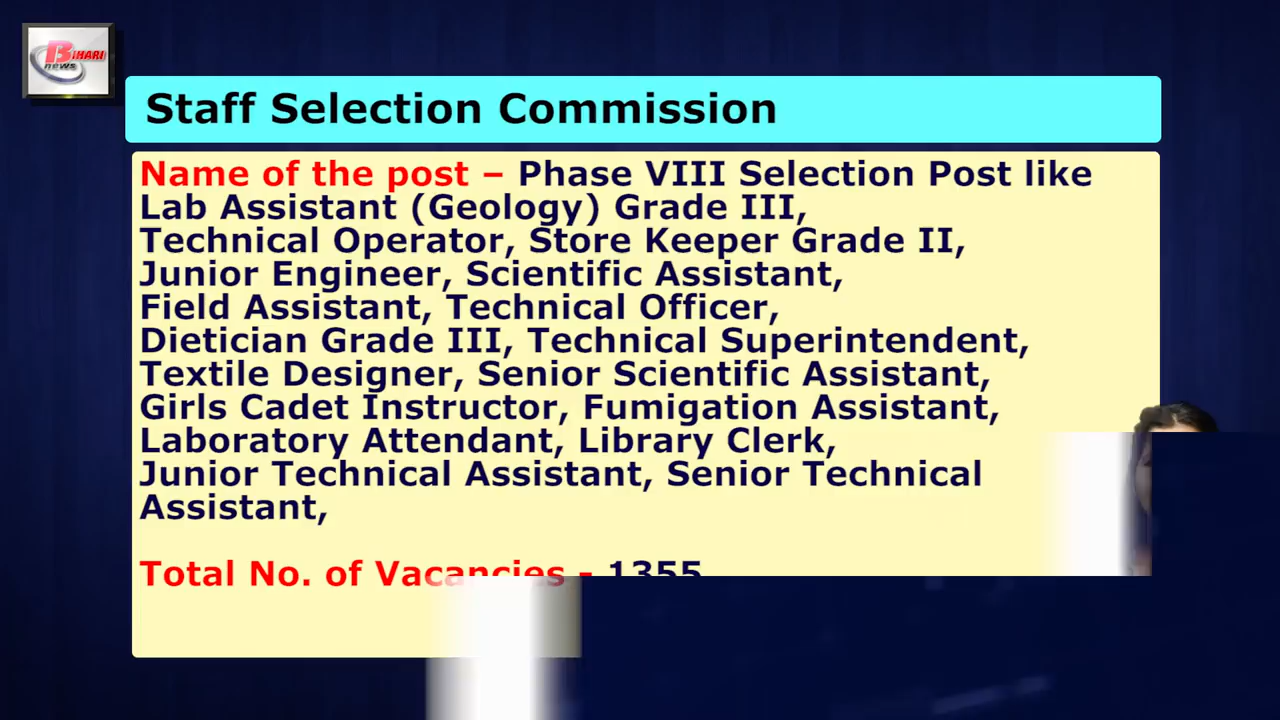 BIHARI
news
Staff Selection Commission
Name of the post – Phase VIII Selection Post like
Lab Assistant (Geology) Grade III,
Technical Operator, Store Keeper Grade II,
Junior Engineer, Scientific Assistant,
Field Assistant, Technical Officer,
Dietician Grade III, Technical Superintendent,
Textile Designer, Senior Scientific Assistant,
Girls Cadet Instructor, Fumigation Assistant,
Laboratory Attendant, Library Clerk,
Junior Technical Assistant, Senior Technical
Assistant,
Total No. of Vacancies - 1355